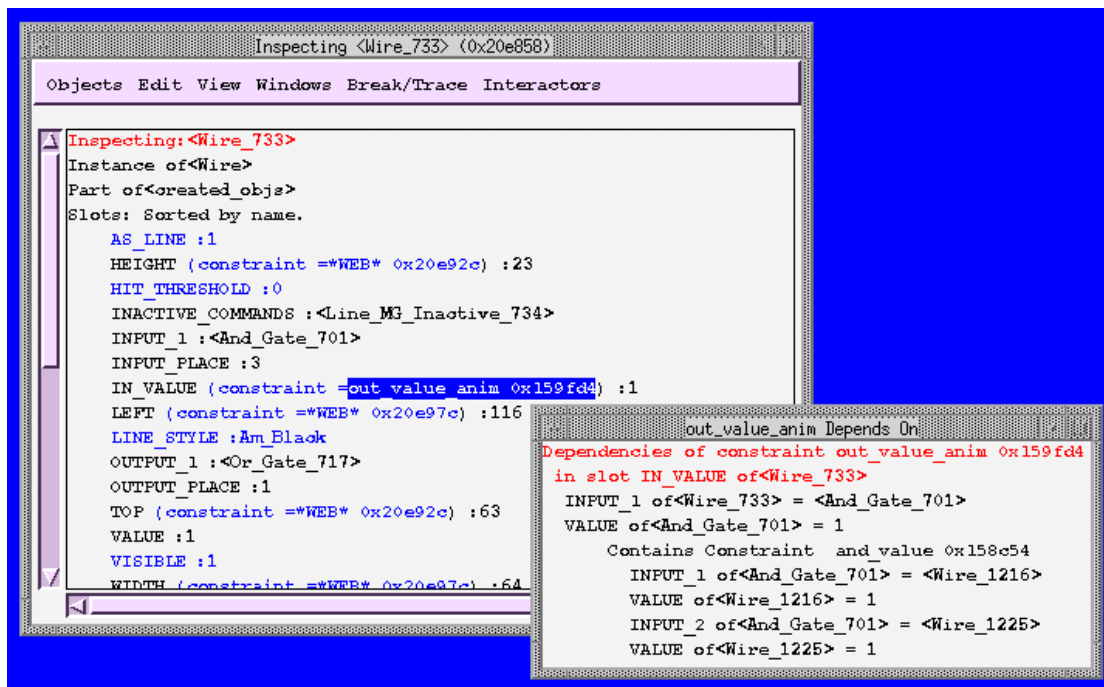 Inspecting <Wire_733> (0x20e858)
Objects Edit View Windows Break/Trace Interactors
Inspecting:<Wire_733>
Instance of<Wire>
Part of<created_objs>
Slots: Sorted by name.
AS_LINE :1
HEIGHT (constraint =*WEB* 0x20e92c) :23
HIT_THRESHOLD :0
INACTIVE_COMMANDS :<Line_MG_Inactive_734>
INPUT_1 :<And_Gate_701>
INPUT_PLACE :3
IN_VALUE (constraint =out_value_anim 0x159fd4) :1
LEFT (constraint =*WEB* 0x20e97c) :116
LINE_STYLE :Am_Black
OUTPUT_1 :<Or_Gate_717>
OUTPUT_PLACE :1
TOP (constraint =*WEB* 0x20e92c) :63
VALUE :1
VISIBLE :1
WIDTH (constraint =*WEB* 0x20e97c) :64
out_value_anim Depends On
Dependencies of constraint out_value_anim 0x159fd4
in slot IN_VALUE of<Wire_733>
INPUT_1 of<Wire_733> = <And_Gate_701>
VALUE of<And_Gate_701> = 1
Contains Constraint and_value 0x158c54
INPUT_1 of<And_Gate_701> = <Wire_1216>
VALUE of<Wire_1216> = 1
INPUT_2 of<And_Gate_701> = <Wire_1225>
VALUE of<Wire_1225> = 1